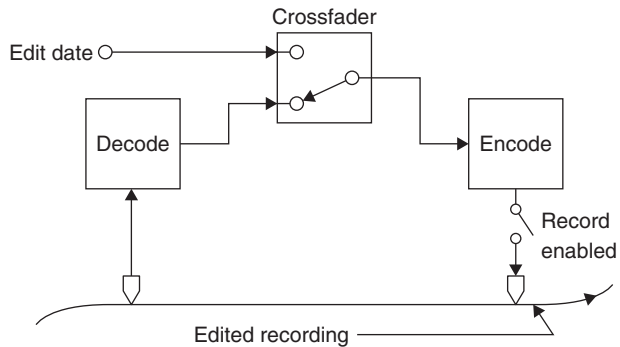 Crossfader
Edit date
Decode
Encode
Record
enabled
Edited recording